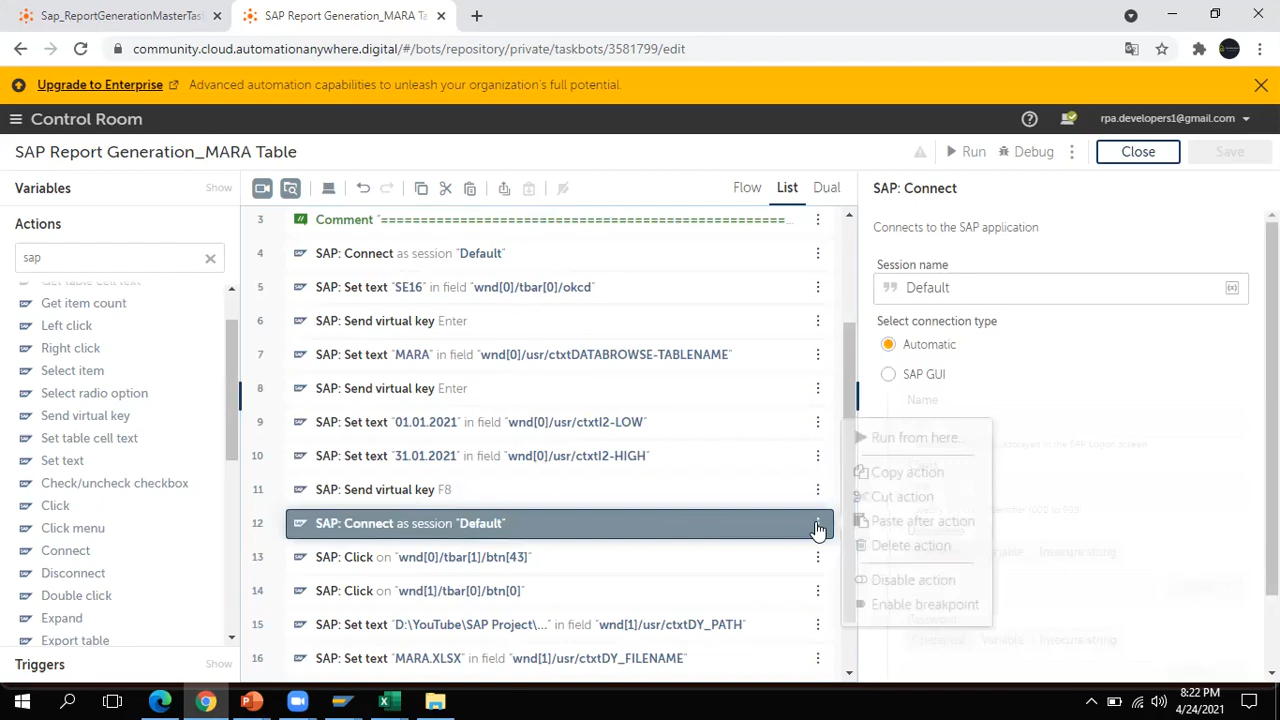 Sap_ReportGenerationMasterTas
SAP Report Generation_MARA Ta
community.cloud.automationanywhere.digital/#/bots/repository/private/taskbots/3581799/edit
Upgrade to Enterprise Advanced automation capabilities to unleash your organization's full potential.
Control Room
rpa.developers1@gmail.com
SAP Report Generation_MARA Table
Run Debug Close Save
Variables Show
Flow List Dual
Actions
sap
Get table cell text
Get item count
Left click
Right click
Select item
Select radio option
Send virtual key
Set table cell text
Set text
Check/uncheck checkbox
Click
Click menu
Connect
Disconnect
Double click
Expand
Export table
Triggers Show
3 Comment "==================================================...
4 SAP: Connect as session "Default"
5 SAP: Set text "SE16" in field "wnd[0]/tbar[0]/okcd"
6 SAP: Send virtual key Enter
7 SAP: Set text "MARA" in field "wnd[0]/usr/ctxtDATABROWSE-TABLENAME"
8 SAP: Send virtual key Enter
9 SAP: Set text "01.01.2021" in field "wnd[0]/usr/ctxtI2-LOW"
10 SAP: Set text "31.01.2021" in field "wnd[0]/usr/ctxtI2-HIGH"
11 SAP: Send virtual key F8
12 SAP: Connect as session "Default"
13 SAP: Click on "wnd[0]/tbar[1]/btn[43]"
14 SAP: Click on "wnd[1]/tbar[0]/btn[0]"
15 SAP: Set text "D:\YouTube\SAP Project\..." in field "wnd[1]/usr/ctxtDY_PATH"
16 SAP: Set text "MARA.XLSX" in field "wnd[1]/usr/ctxtDY_FILENAME"
Run from here...
Copy action
Cut action
Paste after action
Delete action
Disable action
Enable breakpoint
SAP: Connect
Connects to the SAP application
Session name
Default
Select connection type
Automatic
SAP GUI
Name
8:22 PM
4/24/2021